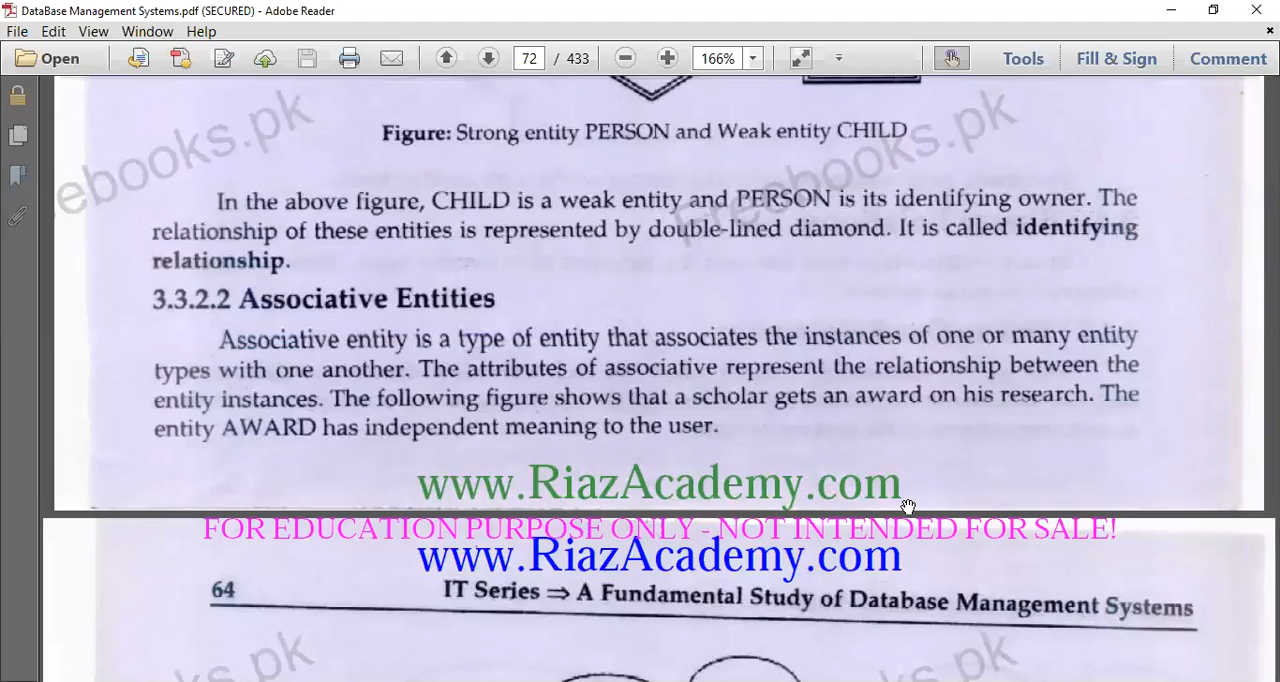 DataBase Management Systems.pdf (SECURED) - Adobe Reader
File Edit View Window Help
Open 72 / 433 166% Tools Fill & Sign Comment
Figure: Strong entity PERSON and Weak entity CHILD
ebooks.pk
Freebooks.pk
In the above figure, CHILD is a weak entity and PERSON is its identifying owner. The
relationship of these entities is represented by double-lined diamond. It is called identifying
relationship.
3.3.2.2 Associative Entities
Associative entity is a type of entity that associates the instances of one or many entity
types with one another. The attributes of associative represent the relationship between the
entity instances. The following figure shows that a scholar gets an award on his research. The
entity AWARD has independent meaning to the user.
www.RiazAcademy.com
FOR EDUCATION PURPOSE ONLY - NOT INTENDED FOR SALE!
www.RiazAcademy.com
64 IT Series ⇒ A Fundamental Study of Database Management Systems
ks.pk
ks.pk